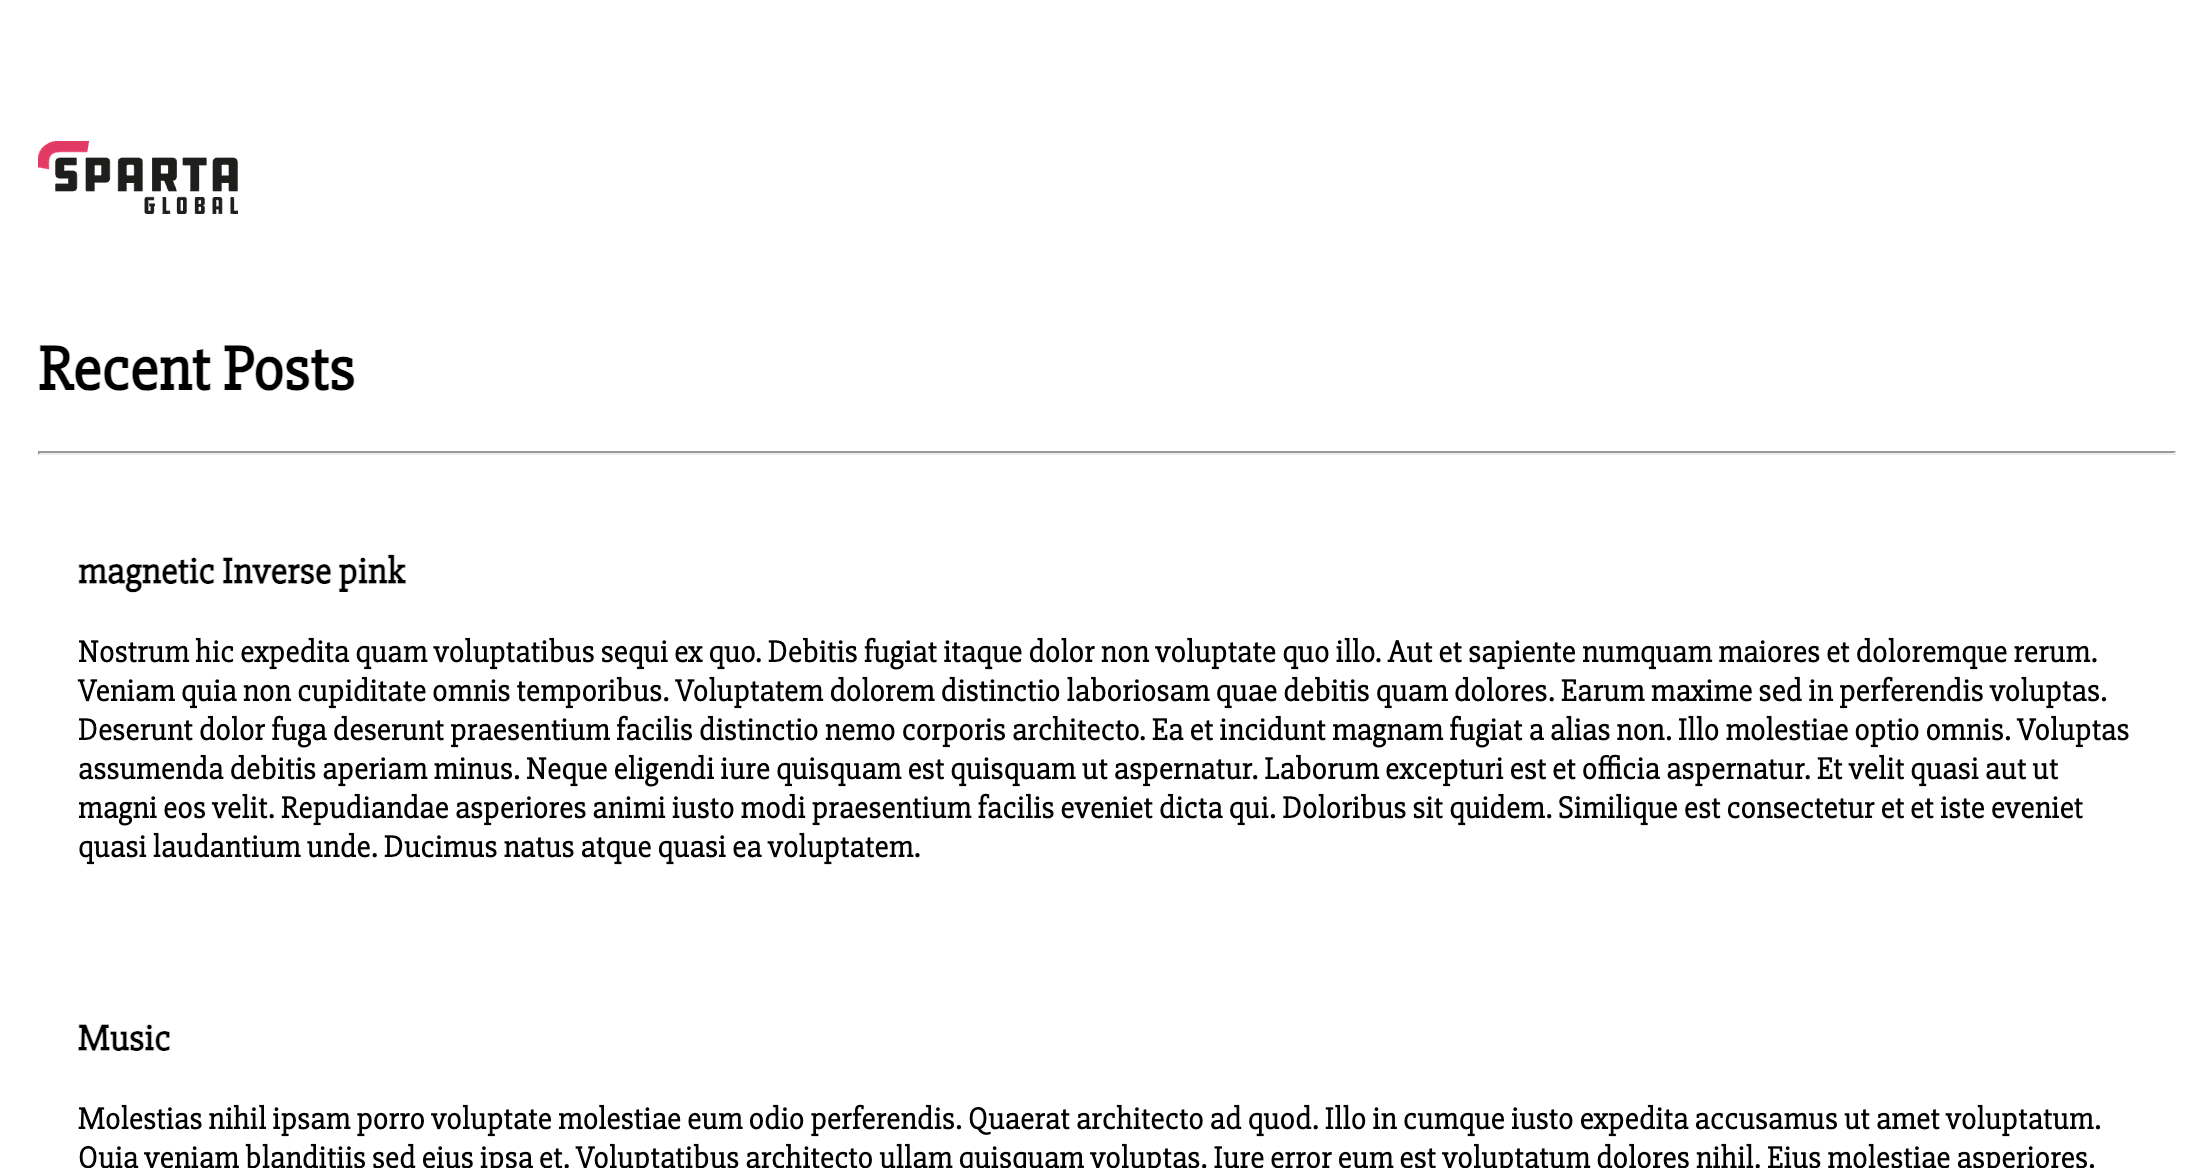 SPARTA
GLOBAL
Recent Posts
magnetic Inverse pink
Nostrum hic expedita quam voluptatibus sequi ex quo. Debitis fugiat itaque dolor non voluptate quo illo. Aut et sapiente numquam maiores et doloremque rerum.
Veniam quia non cupiditate omnis temporibus. Voluptatem dolorem distinctio laboriosam quae debitis quam dolores. Earum maxime sed in perferendis voluptas.
Deserunt dolor fuga deserunt praesentium facilis distinctio nemo corporis architecto. Ea et incidunt magnam fugiat a alias non. Illo molestiae optio omnis. Voluptas
assumenda debitis aperiam minus. Neque eligendi iure quisquam est quisquam ut aspernatur. Laborum excepturi est et officia aspernatur. Et velit quasi aut ut
magni eos velit. Repudiandae asperiores animi iusto modi praesentium facilis eveniet dicta qui. Doloribus sit quidem. Similique est consectetur et et iste eveniet
quasi laudantium unde. Ducimus natus atque quasi ea voluptatem.
Music
Molestias nihil ipsam porro voluptate molestiae eum odio perferendis. Quaerat architecto ad quod. Illo in cumque iusto expedita accusamus ut amet voluptatum.
Quia veniam blanditiis sed eius ipsa et. Voluptatibus architecto ullam quisquam voluptas. Iure error eum est voluptatum dolores nihil. Eius molestiae asperiores.